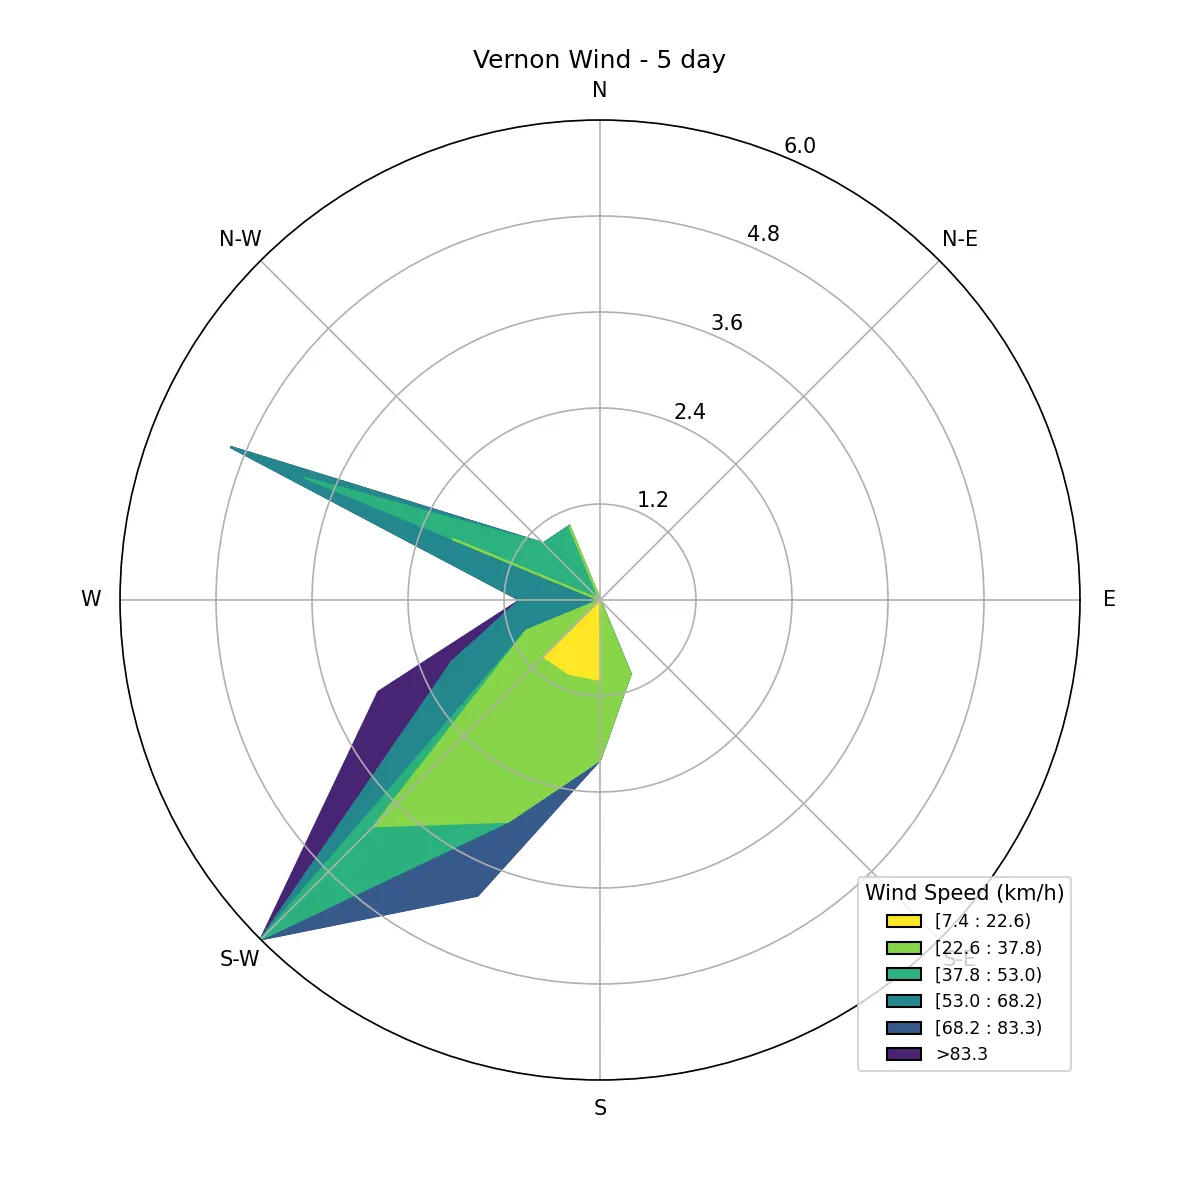 Vernon Wind - 5 day
N
6.0
N-W
4.8
N-E
3.6
2.4
1.2
W
E
S-W
S-E
S
Wind Speed (km/h)
[7.4 : 22.6)
[22.6 : 37.8)
[37.8 : 53.0)
[53.0 : 68.2)
[68.2 : 83.3)
>83.3